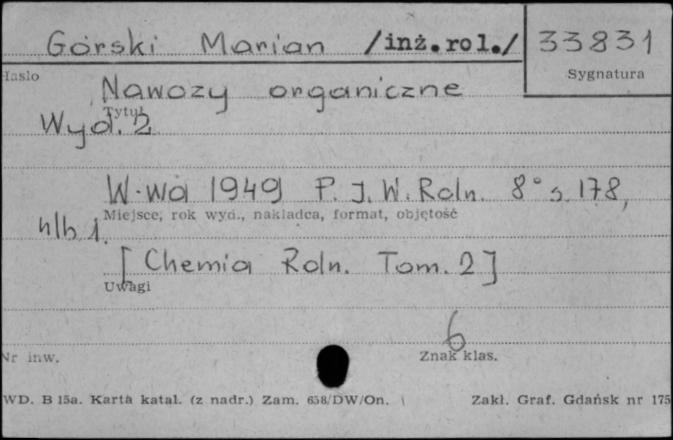 Górski Marian /inż.rol./ 33831
Hasło Sygnatura
Nawozy organiczne
Tytuł
Wyd. 2
W-wa 1949 P.I.W.Roln. 8° s. 178,
Miejsce, rok wyd., nakładca, format, objętość
nlb 1.
[Chemia Roln. Tom. 2]
Uwagi
6
Nr inw. Znak klas.
WD. B 15a. Karta katal. (z nadr.) Zam. 658/DW/On. Zakł. Graf. Gdańsk nr 175